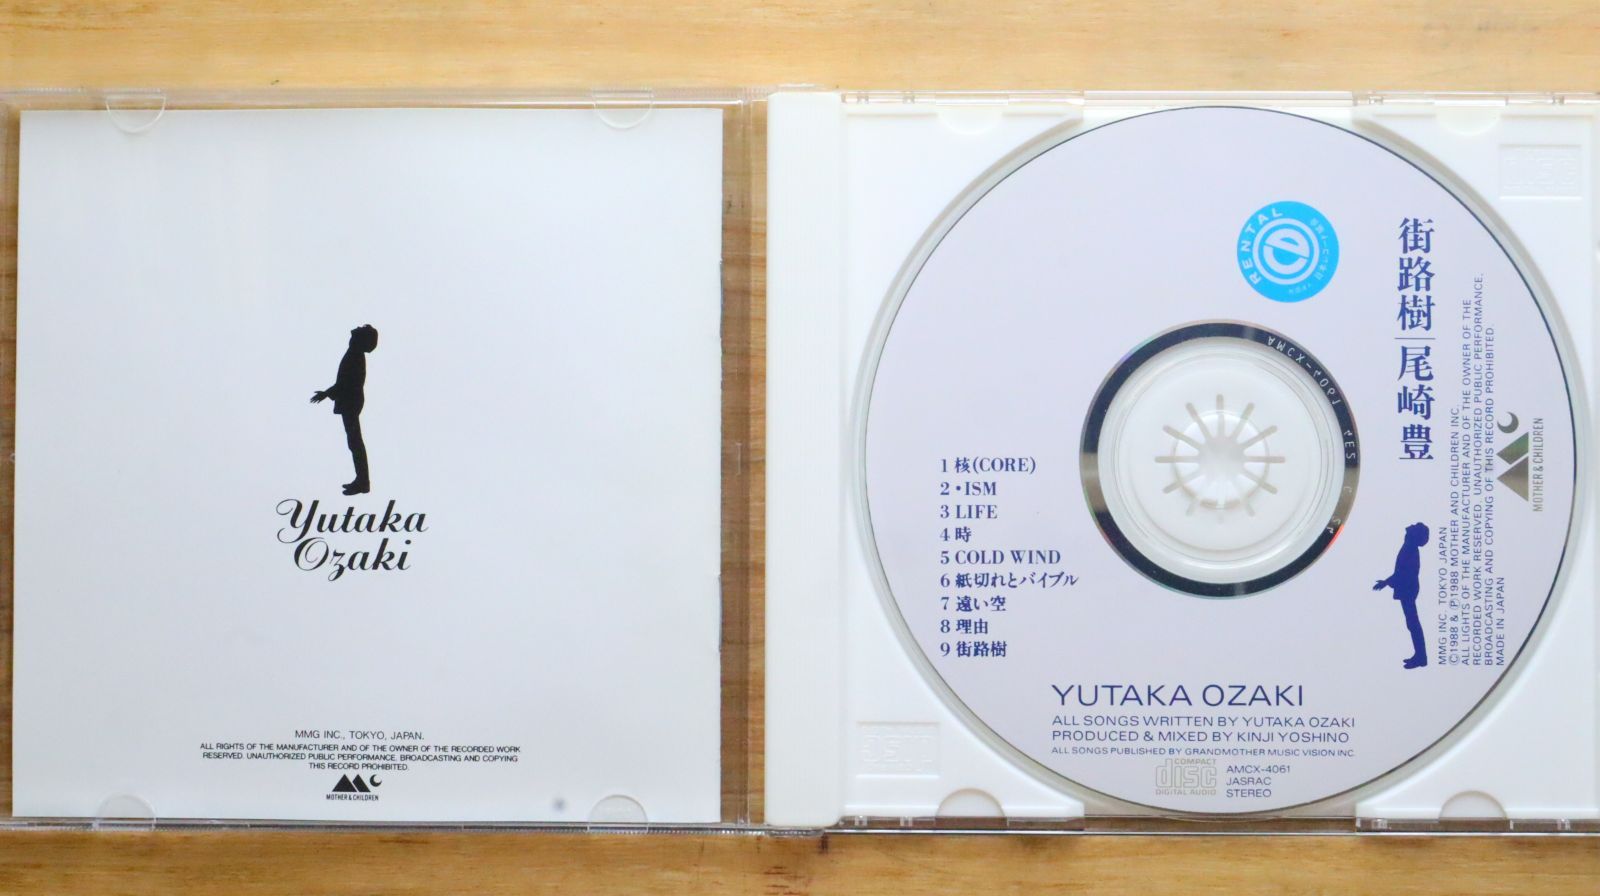 Yutaka
Ozaki
MMG INC., TOKYO, JAPAN.
ALL RIGHTS OF THE MANUFACTURER AND OF THE OWNER OF THE RECORDED WORK
RESERVED. UNAUTHORIZED PUBLIC PERFORMANCE. BROADCASTING AND COPYING
THIS RECORD PROHIBITED.
MOTHER & CHILDREN
RENTAL
街路樹|尾崎豊
1 核(CORE)
2・ISM
3 LIFE
4 時
5 COLD WIND
6 紙切れとバイブル
7 遠い空
8 理由
9 街路樹
MMG INC. TOKYO JAPAN
©1988 & ℗1988 MOTHER AND CHILDREN INC.
ALL LIGHTS OF THE MANUFACTURER AND OF THE OWNER OF THE
RECORDED WORK RESERVED. UNAUTHORIZED PUBLIC PERFORMANCE.
BROADCASTING AND COPYING OF THIS RECORD PROHIBITED.
MADE IN JAPAN
MOTHER & CHILDREN
YUTAKA OZAKI
ALL SONGS WRITTEN BY YUTAKA OZAKI
PRODUCED & MIXED BY KINJI YOSHINO
ALL SONGS PUBLISHED BY GRANDMOTHER MUSIC VISION INC.
COMPACT
disc
DIGITAL AUDIO
AMCX-4061
JASRAC
STEREO
AMCX-4061
disc
disc